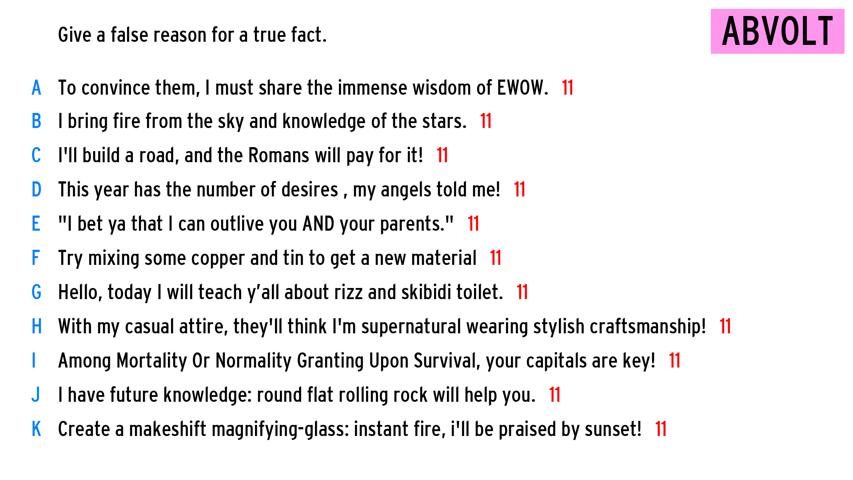 Give a false reason for a true fact.
ABVOLT
A To convince them, I must share the immense wisdom of EWOW. 11
B I bring fire from the sky and knowledge of the stars. 11
C I'll build a road, and the Romans will pay for it! 11
D This year has the number of desires , my angels told me! 11
E "I bet ya that I can outlive you AND your parents." 11
F Try mixing some copper and tin to get a new material 11
G Hello, today I will teach y’all about rizz and skibidi toilet. 11
H With my casual attire, they'll think I'm supernatural wearing stylish craftsmanship! 11
I Among Mortality Or Normality Granting Upon Survival, your capitals are key! 11
J I have future knowledge: round flat rolling rock will help you. 11
K Create a makeshift magnifying-glass: instant fire, i'll be praised by sunset! 11